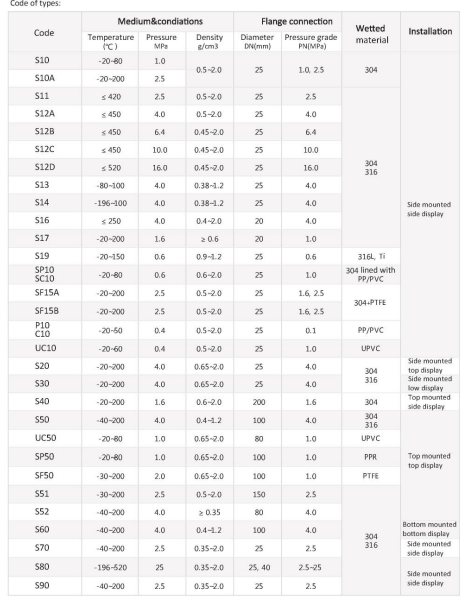 Code of types:
Code Medium&condiations Flange connection Wetted material Installation
Temperature (℃) Pressure MPa Density g/cm3 Diameter DN(mm) Pressure grade PN(MPa)
S10 -20~80 1.0 0.5~2.0 25 1.0, 2.5 304
S10A -20~200 2.5
S11 ≤ 420 2.5 0.5~2.0 25 2.5
S12A ≤ 450 4.0 0.5~2.0 25 4.0
S12B ≤ 450 6.4 0.45~2.0 25 6.4
S12C ≤ 450 10.0 0.45~2.0 25 10.0
S12D ≤ 520 16.0 0.45~2.0 25 16.0 304 316
S13 -80~100 4.0 0.38~1.2 25 4.0
S14 -196~100 4.0 0.38~1.2 25 4.0 Side mounted side display
S16 ≤ 250 4.0 0.4~2.0 20 4.0
S17 -20~200 1.6 ≥ 0.6 20 1.0
S19 -20~150 0.6 0.9~1.2 25 0.6 316L, Ti
SP10 SC10 -20~80 0.6 0.6~2.0 25 1.0 304 lined with PP/PVC
SF15A -20~200 2.5 0.5~2.0 25 1.6, 2.5 304+PTFE
SF15B -20~200 2.5 0.5~2.0 25 1.6, 2.5
P10 C10 -20~50 0.4 0.5~2.0 25 0.1 PP/PVC
UC10 -20~60 0.4 0.5~2.0 25 1.0 UPVC
S20 -20~200 4.0 0.65~2.0 25 4.0 304 316 Side mounted top display
S30 -20~200 4.0 0.65~2.0 25 4.0 Side mounted low display
S40 -20~200 1.6 0.6~2.0 200 1.6 304 Top mounted side display
S50 -40~200 4.0 0.4~1.2 100 4.0 304 316
UC50 -20~80 1.0 0.65~2.0 80 1.0 UPVC
SP50 -20~80 1.0 0.65~2.0 100 1.0 PPR Top mounted top display
SF50 -30~200 2.0 0.65~2.0 100 1.0 PTFE
S51 -30~200 2.5 0.5~2.0 150 2.5
S52 -40~200 4.0 ≥ 0.35 80 4.0
S60 -40~200 4.0 0.4~1.2 100 4.0 304 316 Bottom mounted bottom display
S70 -40~200 2.5 0.35~2.0 25 2.5 Side mounted side display
S80 -196~520 25 0.35~2.0 25, 40 2.5~25 Side mounted side display
S90 -40~200 2.5 0.35~2.0 25 2.5